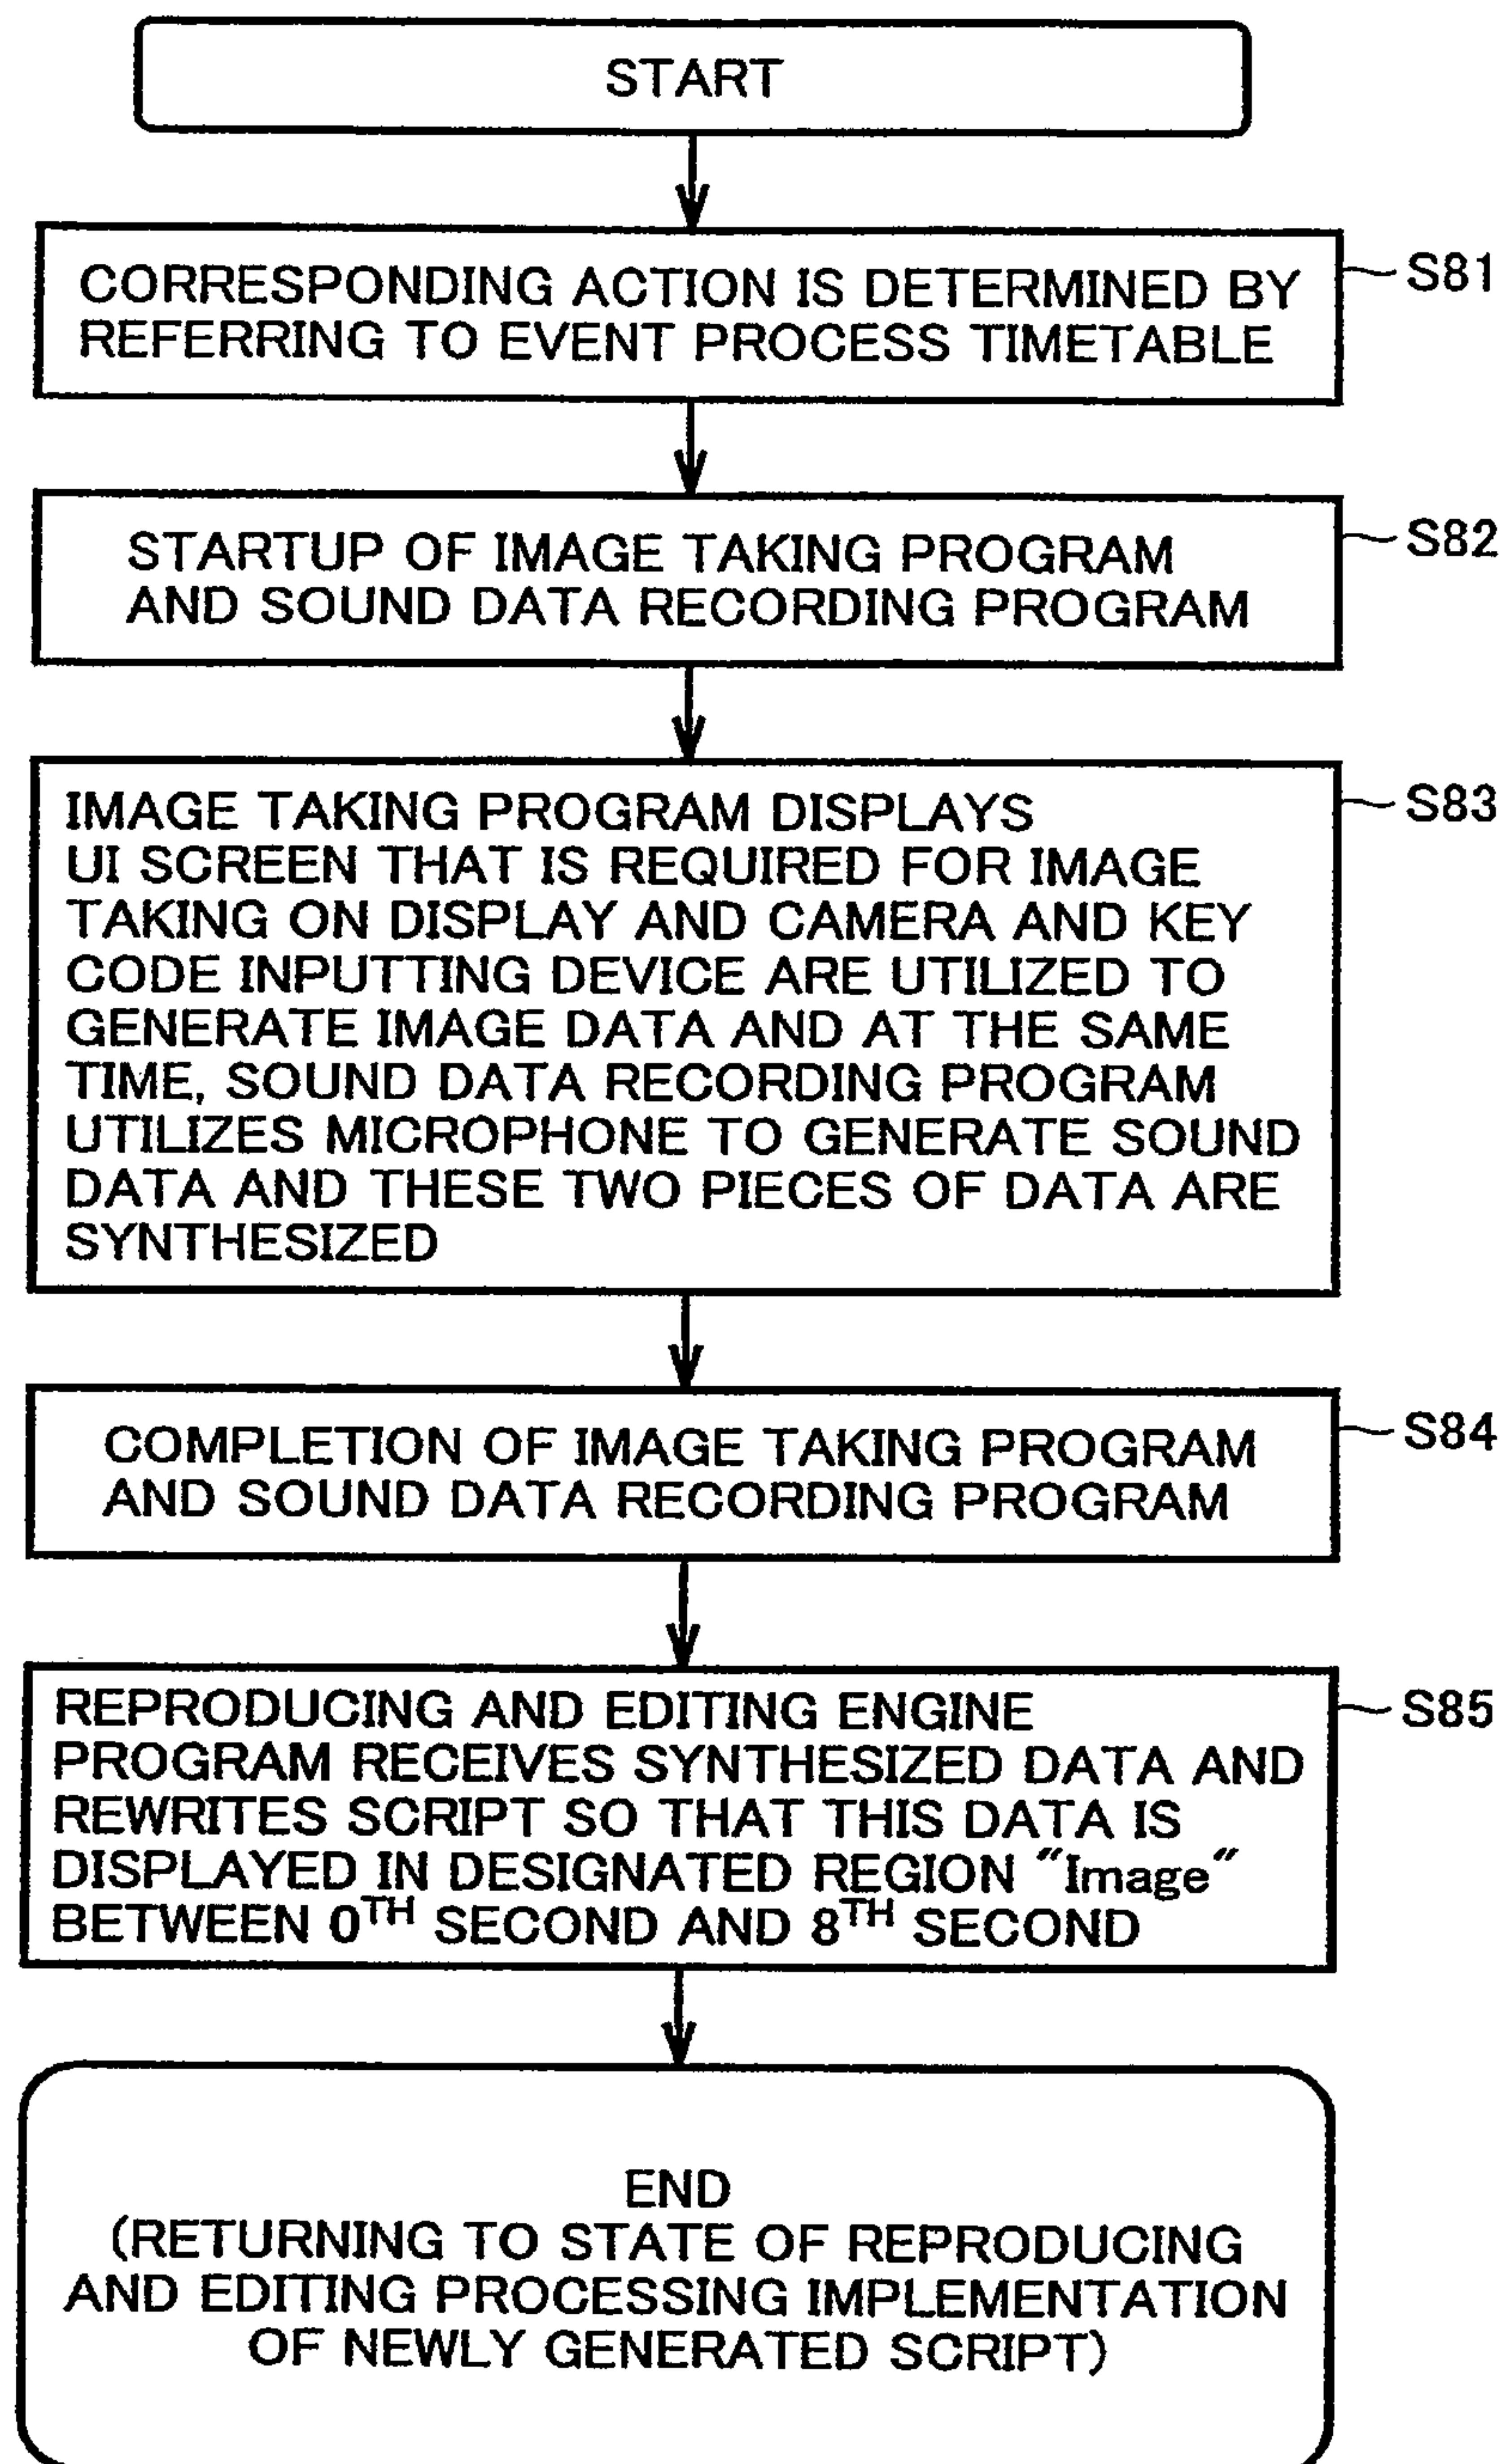 START
CORRESPONDING ACTION IS DETERMINED BY
REFERRING TO EVENT PROCESS TIMETABLE
S81
STARTUP OF IMAGE TAKING PROGRAM
AND SOUND DATA RECORDING PROGRAM
S82
IMAGE TAKING PROGRAM DISPLAYS
UI SCREEN THAT IS REQUIRED FOR IMAGE
TAKING ON DISPLAY AND CAMERA AND KEY
CODE INPUTTING DEVICE ARE UTILIZED TO
GENERATE IMAGE DATA AND AT THE SAME
TIME, SOUND DATA RECORDING PROGRAM
UTILIZES MICROPHONE TO GENERATE SOUND
DATA AND THESE TWO PIECES OF DATA ARE
SYNTHESIZED
S83
COMPLETION OF IMAGE TAKING PROGRAM
AND SOUND DATA RECORDING PROGRAM
S84
REPRODUCING AND EDITING ENGINE
PROGRAM RECEIVES SYNTHESIZED DATA AND
REWRITES SCRIPT SO THAT THIS DATA IS
DISPLAYED IN DESIGNATED REGION "Image"
BETWEEN 0TH SECOND AND 8TH SECOND
S85
END
(RETURNING TO STATE OF REPRODUCING
AND EDITING PROCESSING IMPLEMENTATION
OF NEWLY GENERATED SCRIPT)